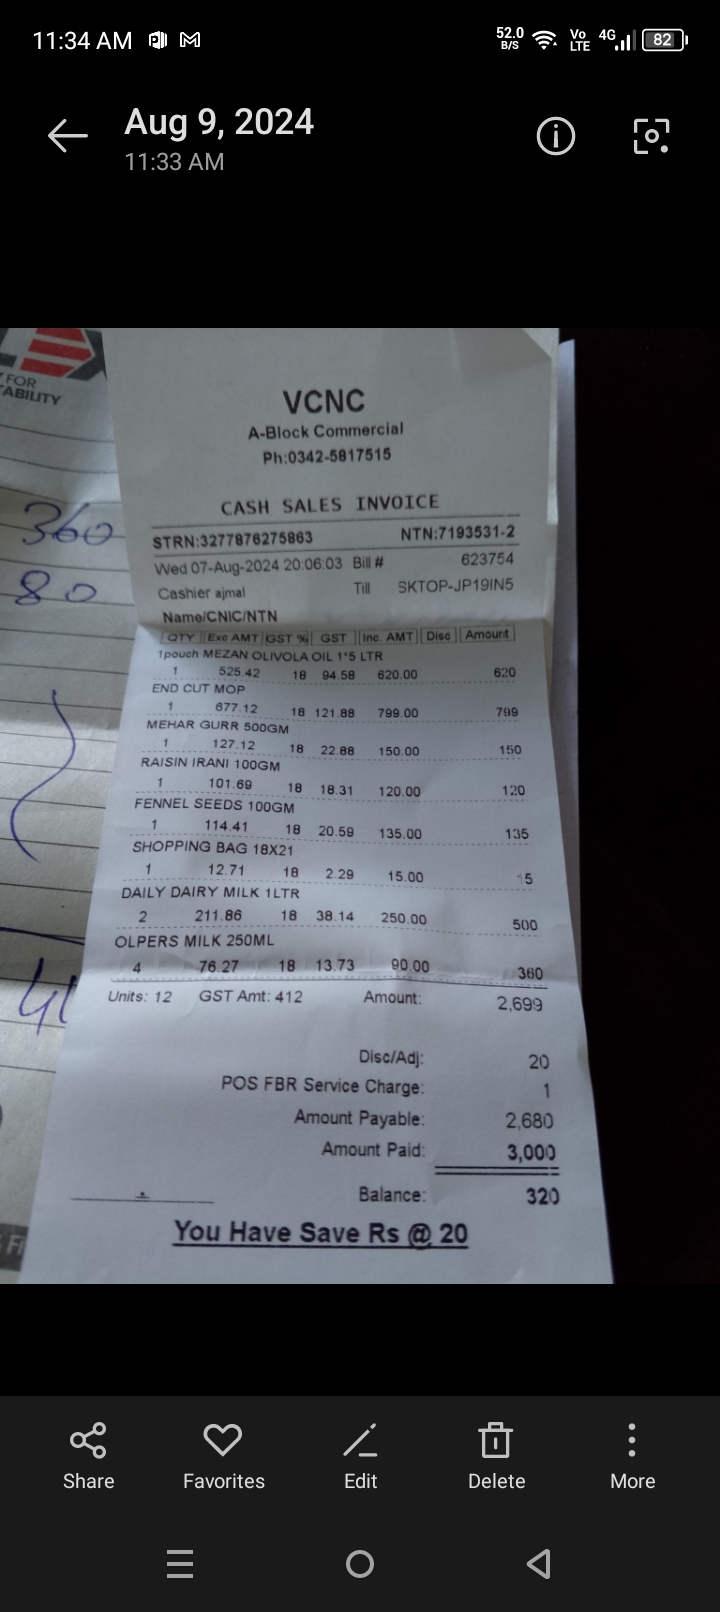 11:34 AM
52.0 B/S Vo LTE 4G 82
Aug 9, 2024
11:33 AM
FOR
TABILITY
360
80
VCNC
A-Block Commercial
Ph:0342-5817515
CASH SALES INVOICE
STRN:3277876275863 NTN:7193531-2
Wed 07-Aug-2024 20:06:03 Bill # 623754
Cashier ajmal Till SKTOP-JP19IN5
Name/CNIC/NTN
QTY Exc AMT GST % GST Inc. AMT Disc Amount
1pouch MEZAN OLIVOLA OIL 1*5 LTR
1 525.42 18 94.58 620.00 620
END CUT MOP
1 677.12 18 121.88 799.00 799
MEHAR GURR 500GM
1 127.12 18 22.88 150.00 150
RAISIN IRANI 100GM
1 101.69 18 18.31 120.00 120
FENNEL SEEDS 100GM
1 114.41 18 20.59 135.00 135
SHOPPING BAG 18X21
1 12.71 18 2.29 15.00 15
DAILY DAIRY MILK 1LTR
2 211.86 18 38.14 250.00 500
OLPERS MILK 250ML
4 76.27 18 13.73 90.00 360
Units: 12 GST Amt: 412 Amount: 2,699
Disc/Adj: 20
POS FBR Service Charge: 1
Amount Payable: 2,680
Amount Paid: 3,000
Balance: 320
You Have Save Rs @ 20
Share Favorites Edit Delete More